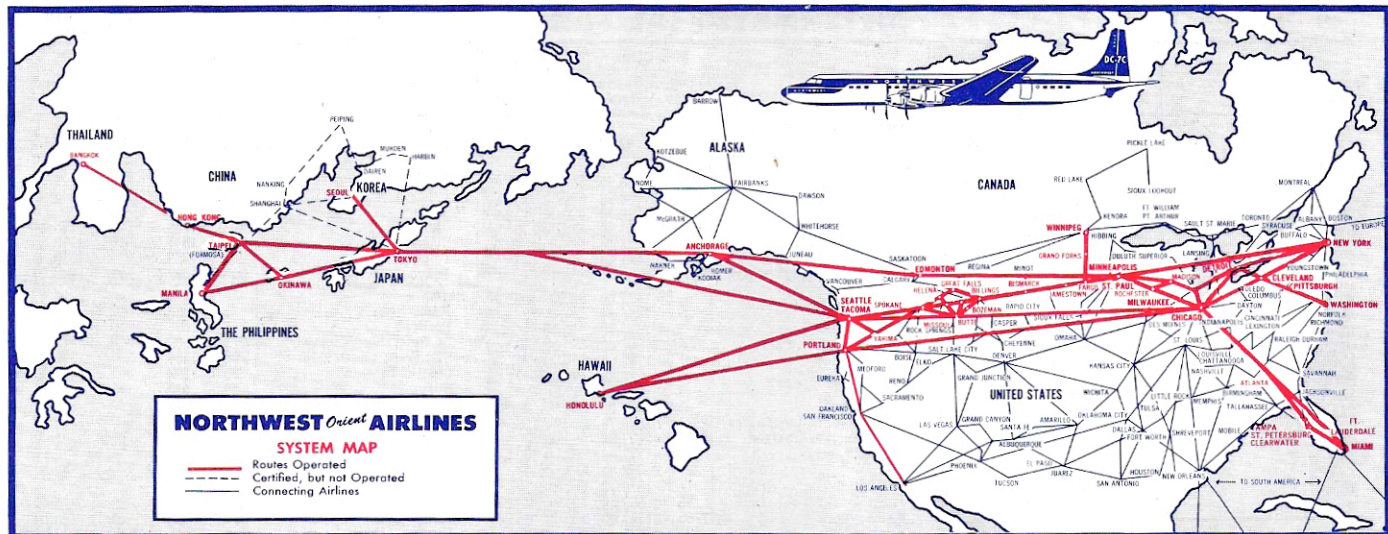 DC-7C
NORTHWEST
BARROW
THAILAND
BANGKOK
PEIPING
MUKDEN
HARBIN
DAIREN
CHINA
NANKING
SHANGHAI
SEOUL
KOREA
HONG KONG
TAIPEI
(FORMOSA)
TOKYO
JAPAN
OKINAWA
MANILA
THE PHILIPPINES
KOTZEBUE
ALASKA
NOME
FAIRBANKS
DAWSON
McGRATH
WHITEHORSE
ANCHORAGE
JUNEAU
NAKNEK
HOMER
KODIAK
CANADA
PICKLE LAKE
RED LAKE
SIOUX LOOKOUT
KENORA
FT. WILLIAM
PT. ARTHUR
SAULT ST. MARIE
MONTREAL
TORONTO
SYRACUSE
ALBANY
BOSTON
TO EUROPE
BUFFALO
NEW YORK
WINNIPEG
HIBBING
GRAND FORKS
DULUTH SUPERIOR
LANSING
DETROIT
YOUNGSTOWN
PHILADELPHIA
SASKATOON
EDMONTON
REGINA
MINOT
CALGARY
VANCOUVER
MINNEAPOLIS
ST. PAUL
MADISON
CLEVELAND
PITTSBURGH
GREAT FALLS
HELENA
BILLINGS
BISMARCK
FARGO
JAMESTOWN
ROCHESTER
TOLEDO
COLUMBUS
SEATTLE
TACOMA
SPOKANE
BOZEMAN
RAPID CITY
MILWAUKEE
DAYTON
WASHINGTON
BUTTE
SIOUX FALLS
CHICAGO
CINCINNATI
NORFOLK
RICHMOND
YAKIMA
ROCK SPRINGS
CASPER
DES MOINES
INDIANAPOLIS
LEXINGTON
PORTLAND
CHEYENNE
OMAHA
ST. LOUIS
RALEIGH-DURHAM
BOISE
ELKO
SALT LAKE CITY
DENVER
KANSAS CITY
LOUISVILLE
CHATTANOOGA
NASHVILLE
MEDFORD
EUREKA
RENO
GRAND JUNCTION
SAVANNAH
SACRAMENTO
UNITED STATES
WICHITA
LITTLE ROCK
MEMPHIS
ATLANTA
BIRMINGHAM
JACKSONVILLE
OAKLAND
SAN FRANCISCO
TULSA
TALLAHASSEE
LAS VEGAS
GRAND CANYON
SANTA FE
AMARILLO
OKLAHOMA CITY
DALLAS
FORT WORTH
SHREVEPORT
MOBILE
TAMPA
ST. PETERSBURG
CLEARWATER
FT.
LAUDERDALE
MIAMI
ALBUQUERQUE
PHOENIX
EL PASO
JUAREZ
TUCSON
HOUSTON
SAN ANTONIO
NEW ORLEANS
LOS ANGELES
TO SOUTH AMERICA
HAWAII
HONOLULU
NORTHWEST Orient AIRLINES
SYSTEM MAP
Routes Operated
Certified, but not Operated
Connecting Airlines